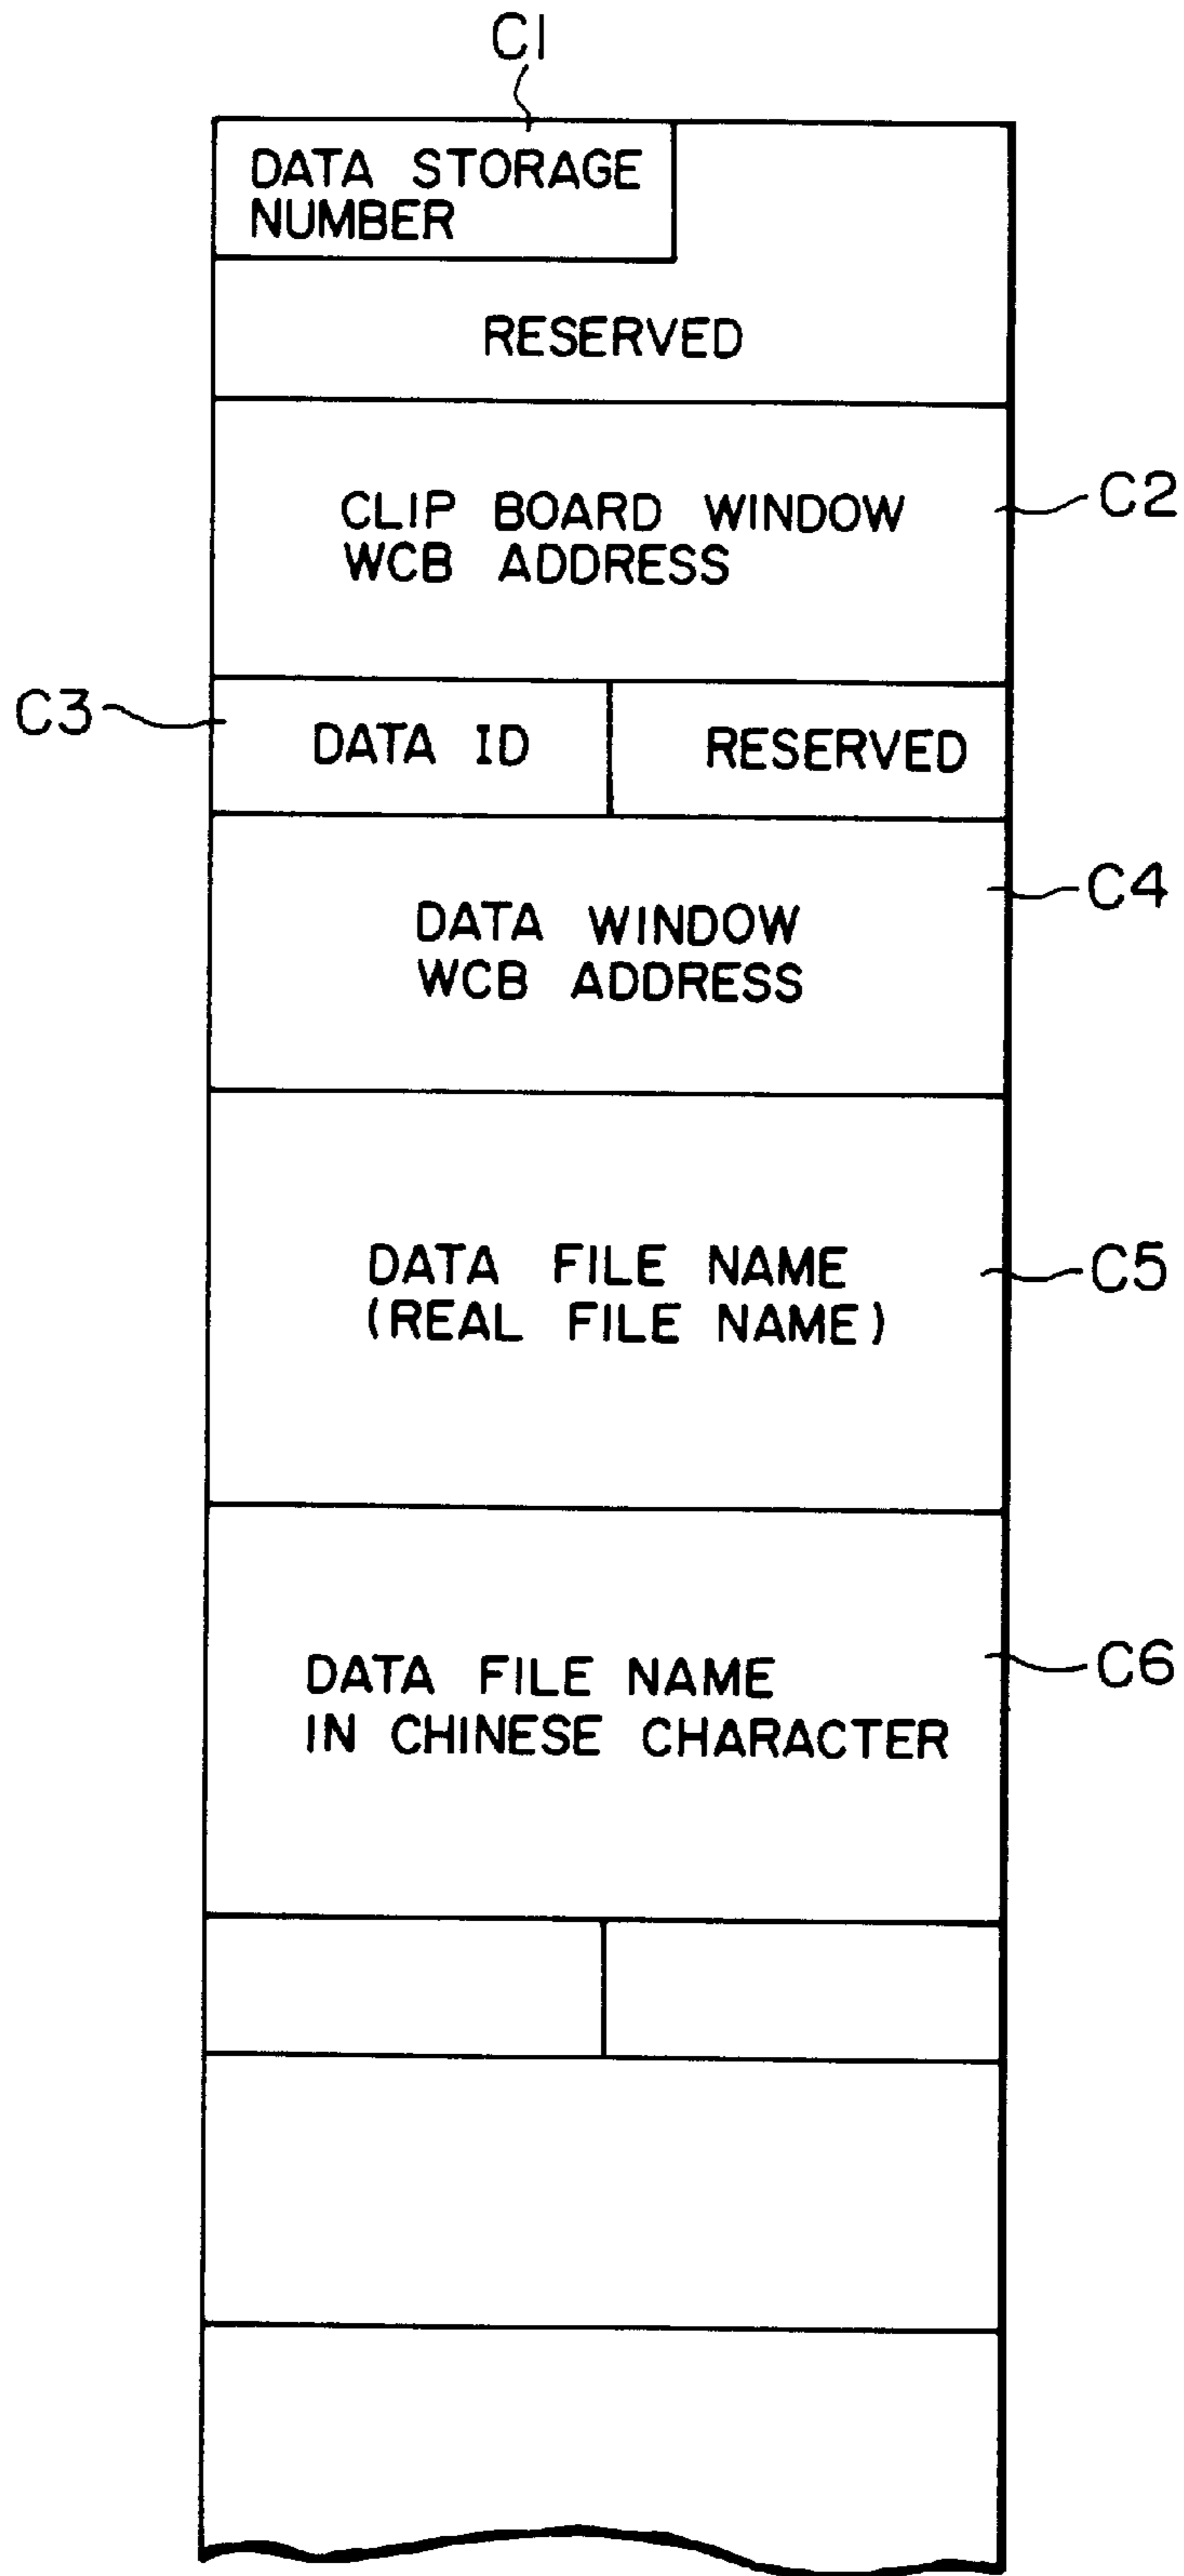 C1
DATA STORAGE
NUMBER
RESERVED
CLIP BOARD WINDOW
WCB ADDRESS
C2
C3
DATA ID
RESERVED
DATA WINDOW
WCB ADDRESS
C4
DATA FILE NAME
(REAL FILE NAME)
C5
DATA FILE NAME
IN CHINESE CHARACTER
C6